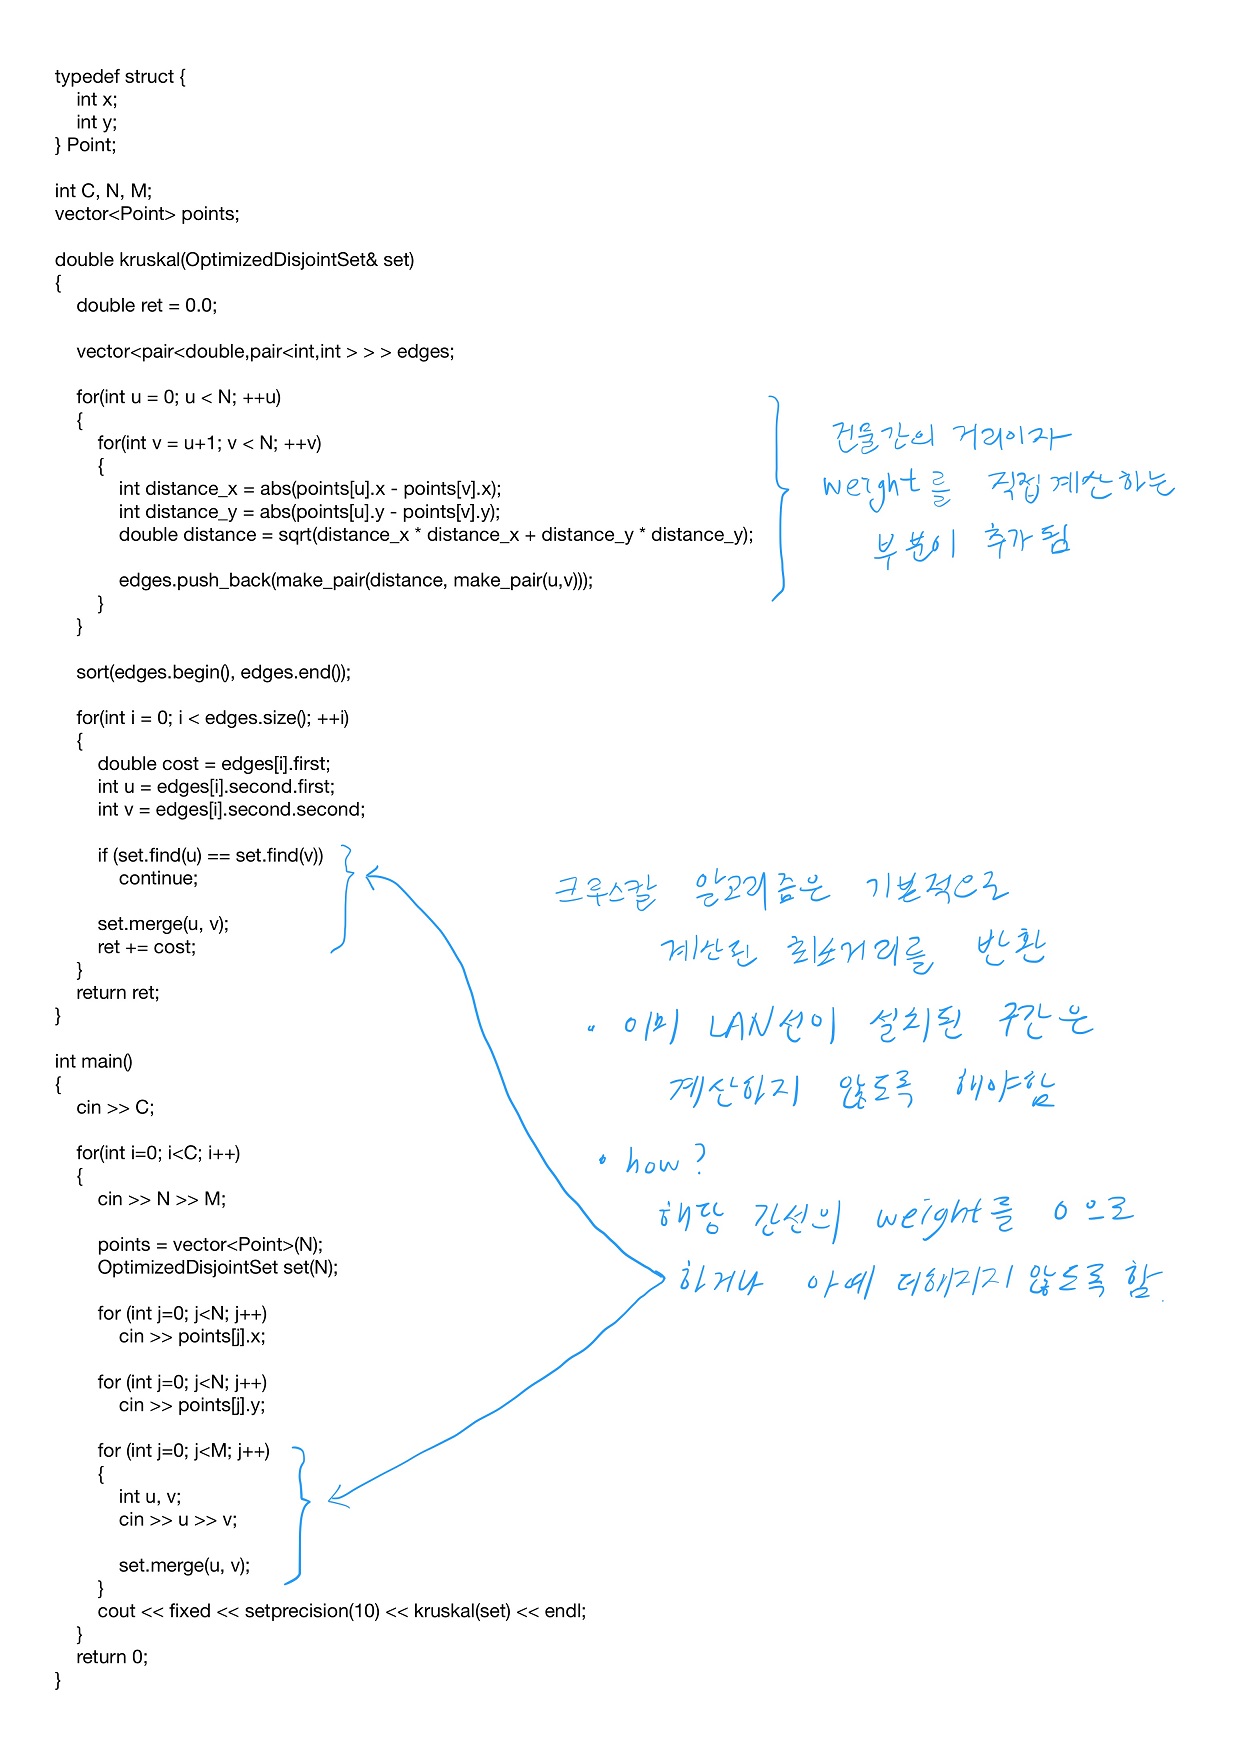 typedef struct {
int x;
int y;
} Point;
int C, N, M;
vector<Point> points;
double kruskal(OptimizedDisjointSet& set)
{
double ret = 0.0;
vector<pair<double,pair<int,int > > > edges;
for(int u = 0; u < N; ++u)
{
for(int v = u+1; v < N; ++v)
{
int distance_x = abs(points[u].x - points[v].x);
int distance_y = abs(points[u].y - points[v].y);
double distance = sqrt(distance_x * distance_x + distance_y * distance_y);
edges.push_back(make_pair(distance, make_pair(u,v)));
}
}
건물간의 거리이자
weight를 직접계산하는
부분이 추가됨
sort(edges.begin(), edges.end());
for(int i = 0; i < edges.size(); ++i)
{
double cost = edges[i].first;
int u = edges[i].second.first;
int v = edges[i].second.second;
if (set.find(u) == set.find(v))
continue;
set.merge(u, v);
ret += cost;
}
return ret;
}
크루스칼 알고리즘은 기본적으로
계산된 최소거리를 반환
• 이미 LAN선이 설치된 구간은
계산하지 않도록 해야함
• how?
해당 간선의 weight를 0으로
하거나 아예 더해지지 않도록 함.
int main()
{
cin >> C;
for(int i=0; i<C; i++)
{
cin >> N >> M;
points = vector<Point>(N);
OptimizedDisjointSet set(N);
for (int j=0; j<N; j++)
cin >> points[j].x;
for (int j=0; j<N; j++)
cin >> points[j].y;
for (int j=0; j<M; j++)
{
int u, v;
cin >> u >> v;
set.merge(u, v);
}
cout << fixed << setprecision(10) << kruskal(set) << endl;
}
return 0;
}